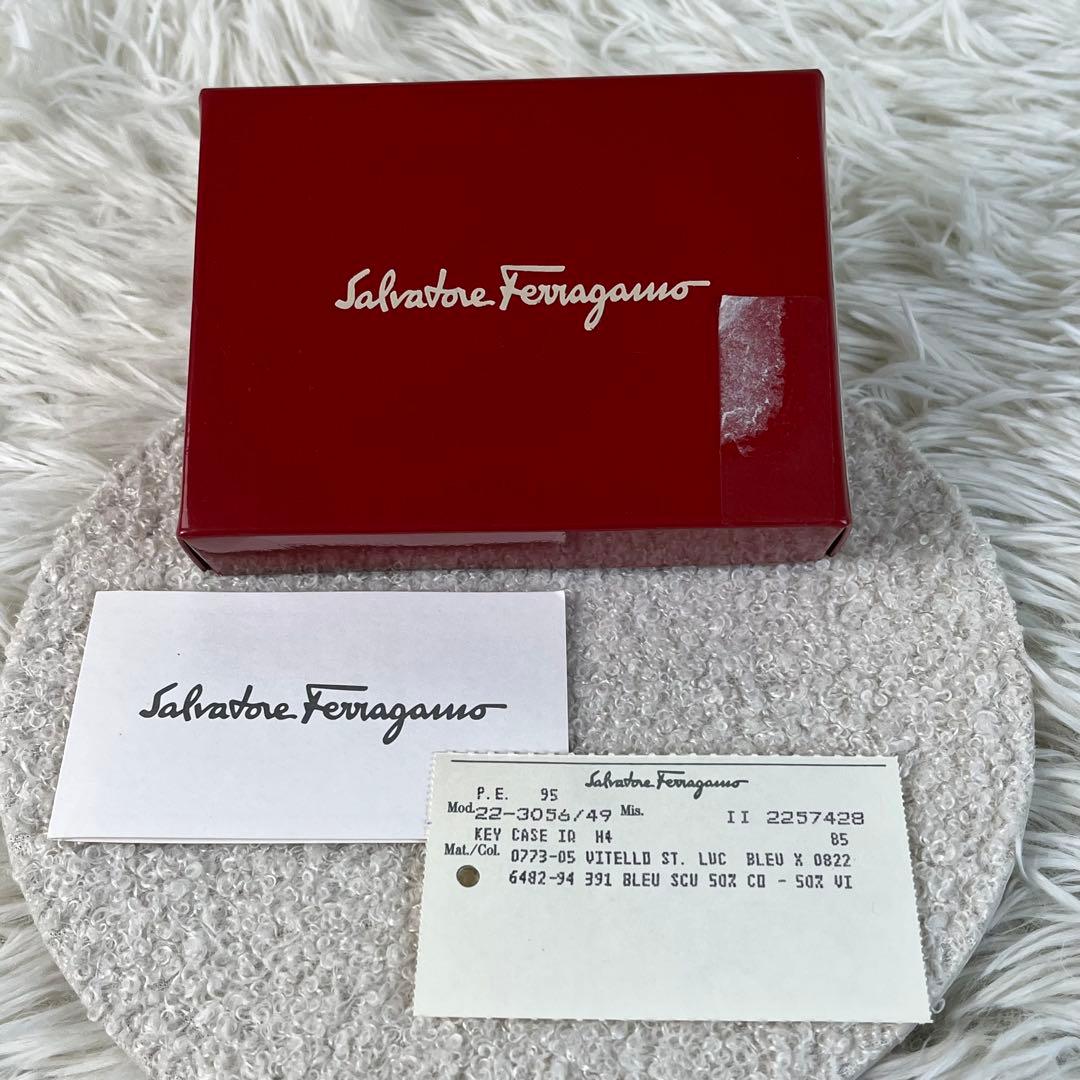 Salvatore Ferragamo
Salvatore Ferragamo
Salvatore Ferragamo
P.E. 95
Mod. 22-3056/49 Mis. II 2257428
KEY CASE IQ H4 85
Mat./Col. 0773-05 VITELLO ST. LUC BLEU X 0822
6482-94 391 BLEU SCU 50% CO - 50% VI